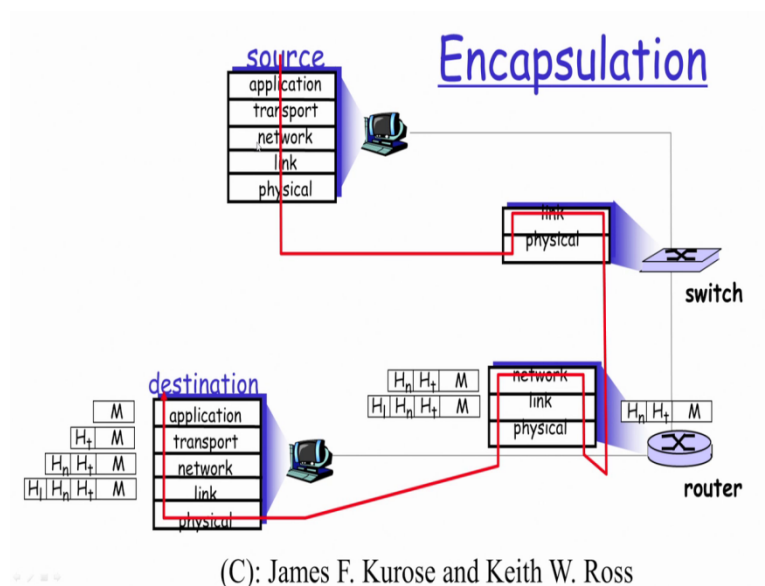 Encapsulation
source
application
transport
network
link
physical
link
physical
switch
Hn Ht M
Hl Hn Ht M
network
link
physical
Hn Ht M
router
destination
M
Ht M
Hn Ht M
Hl Hn Ht M
application
transport
network
link
physical
(C): James F. Kurose and Keith W. Ross